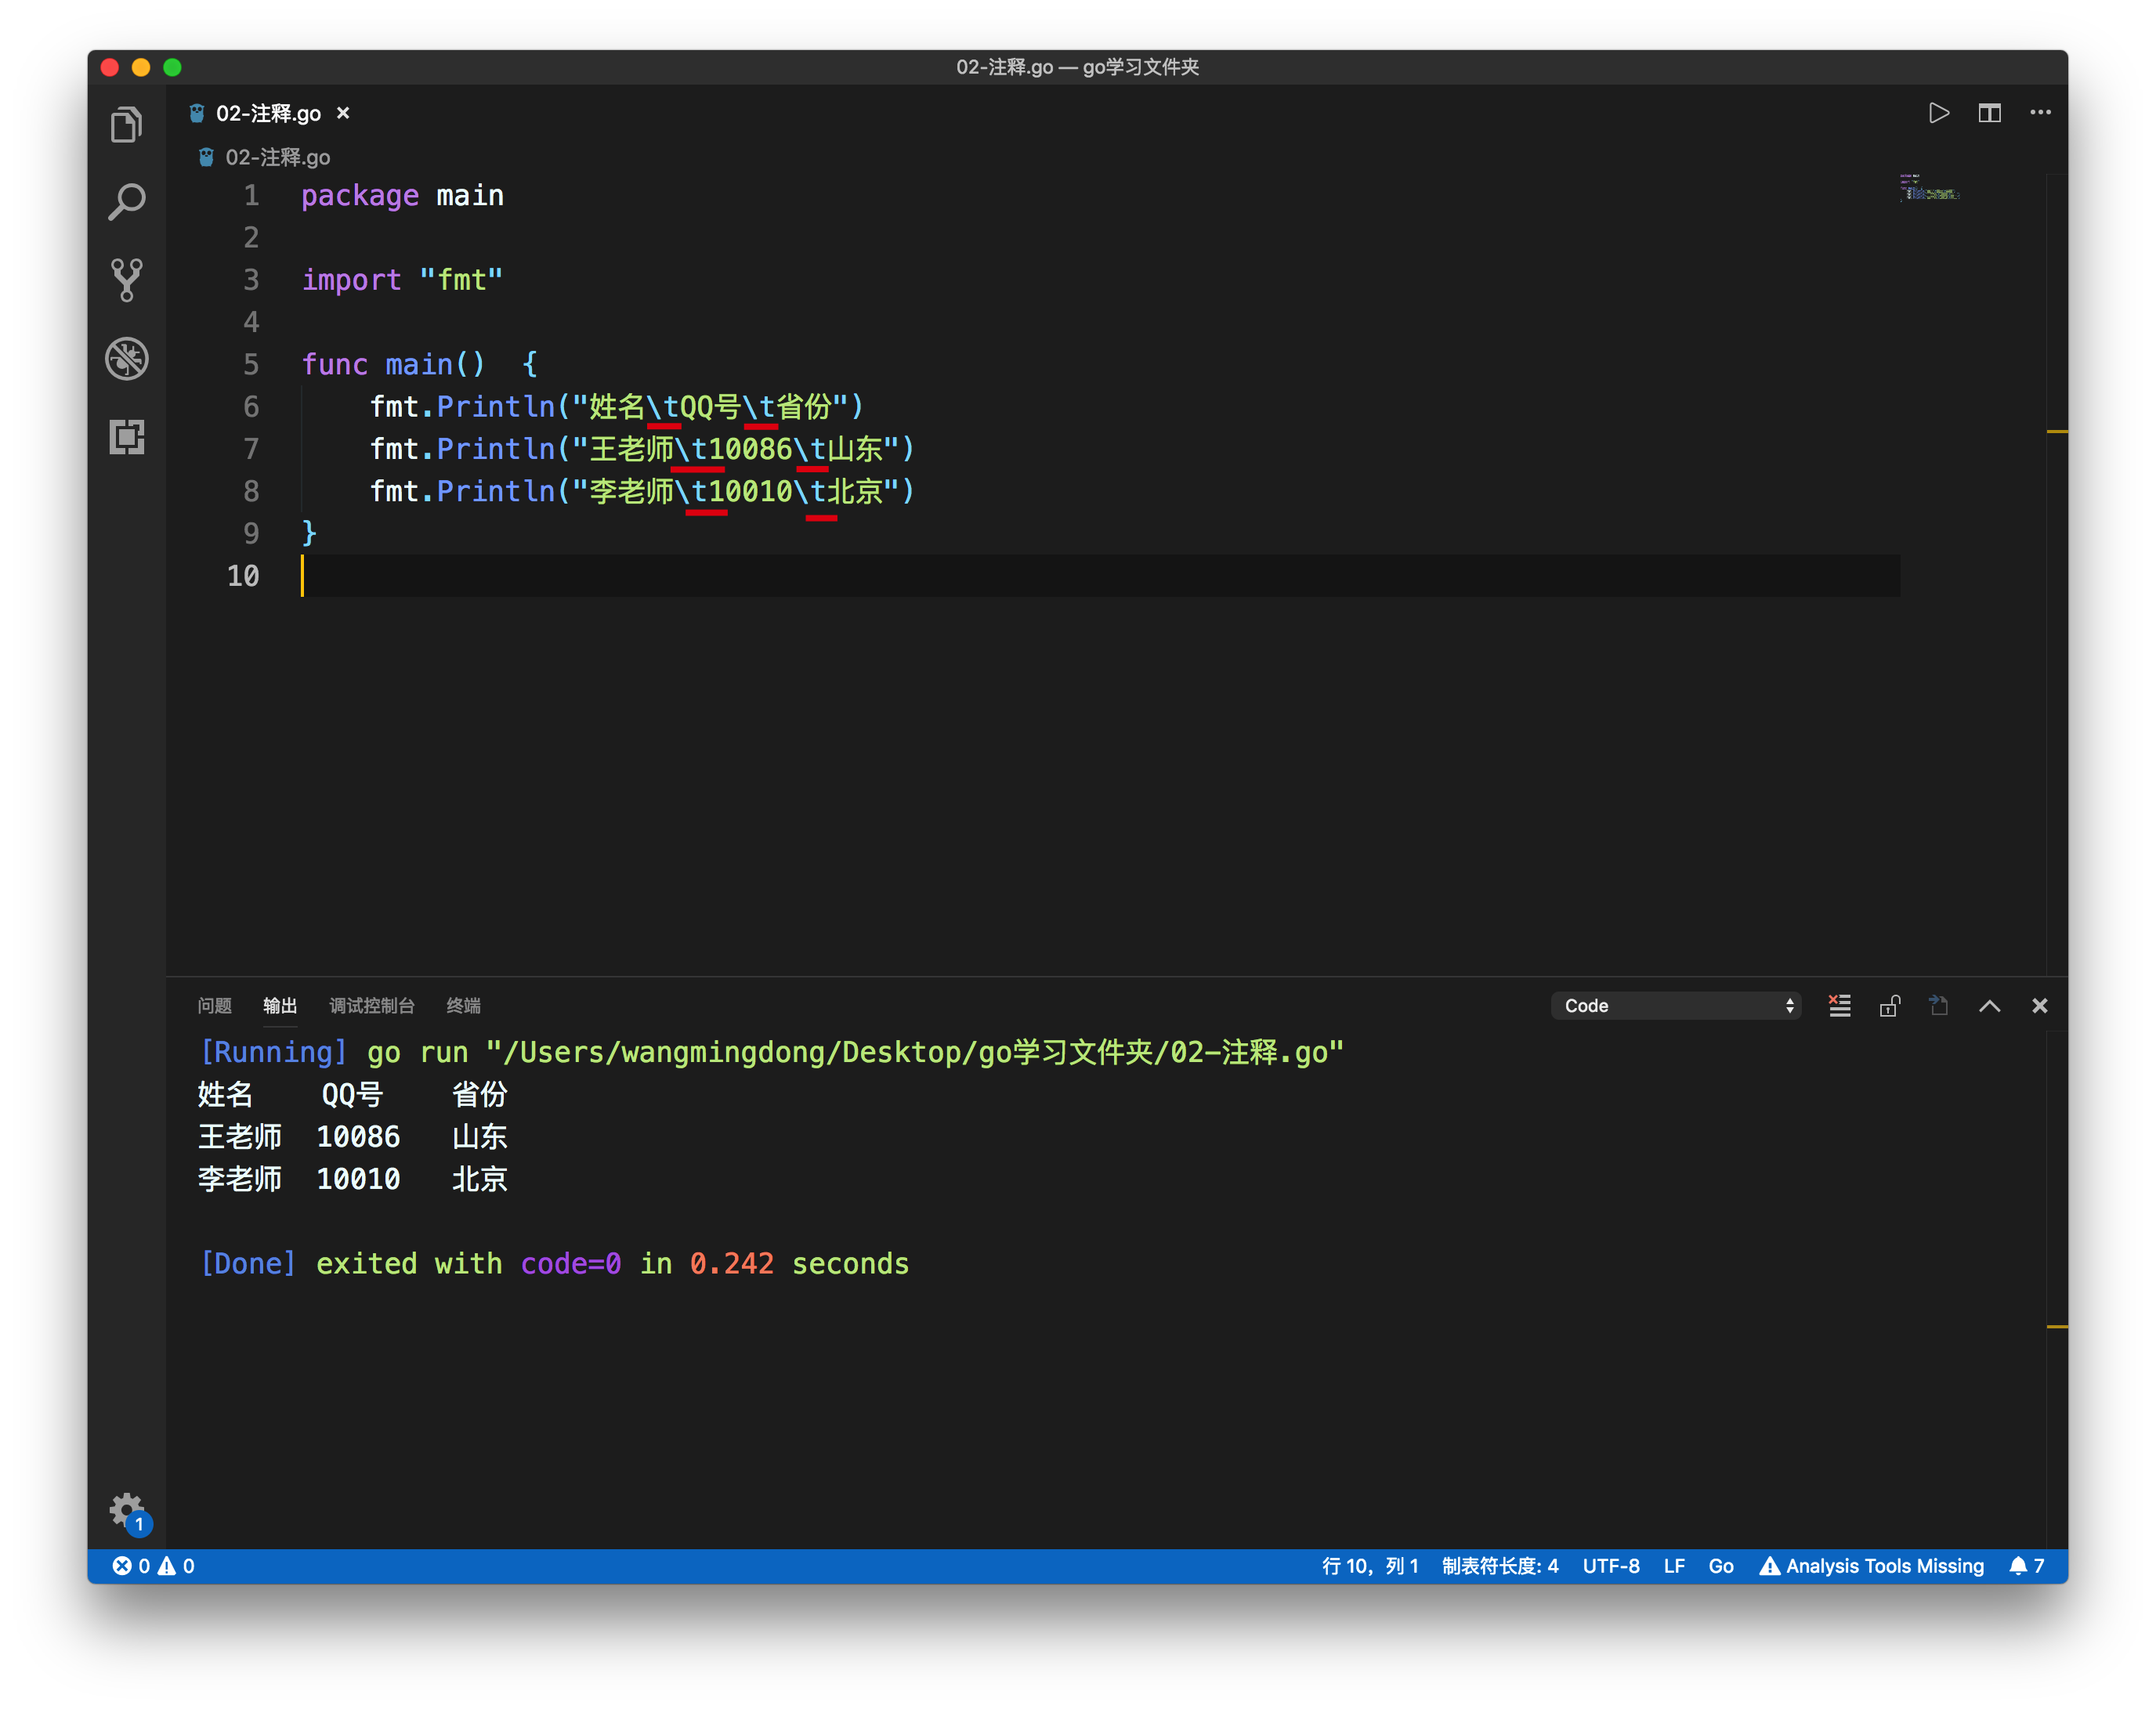 02-注释.go — go学习文件夹
02-注释.go
02-注释.go
1 package main
2
3 import "fmt"
4
5 func main()  {
6     fmt.Println("姓名\tQQ号\t省份")
7     fmt.Println("王老师\t10086\t山东")
8     fmt.Println("李老师\t10010\t北京")
9 }
10
问题 输出 调试控制台 终端 Code
[Running] go run "/Users/wangmingdong/Desktop/go学习文件夹/02-注释.go"
姓名    QQ号    省份
王老师  10086   山东
李老师  10010   北京
[Done] exited with code=0 in 0.242 seconds
1
0 0 行 10, 列 1 制表符长度: 4 UTF-8 LF Go Analysis Tools Missing 7